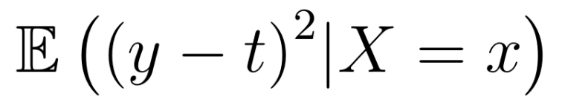 𝔼 ((y − t)²|X = x)